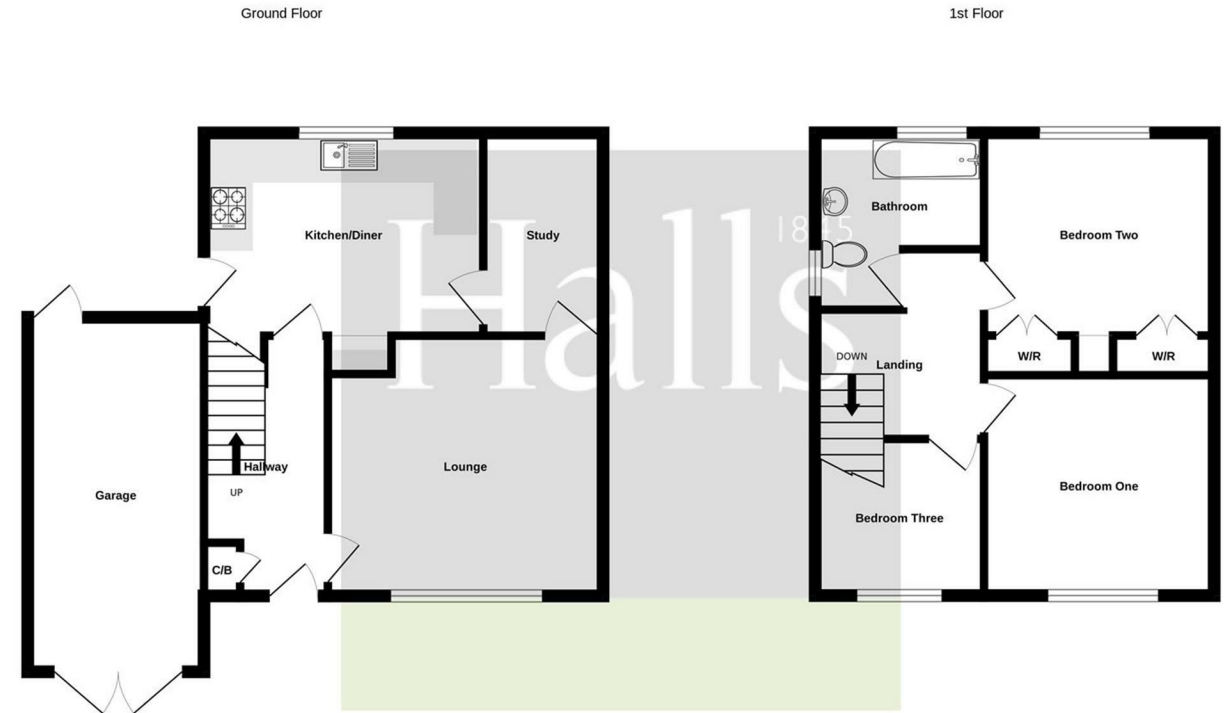 Ground Floor
1st Floor
Halls
1845
Kitchen/Diner
Study
Hallway
UP
Lounge
Garage
C/B
Bathroom
Bedroom Two
W/R
W/R
DOWN
Landing
Bedroom One
Bedroom Three